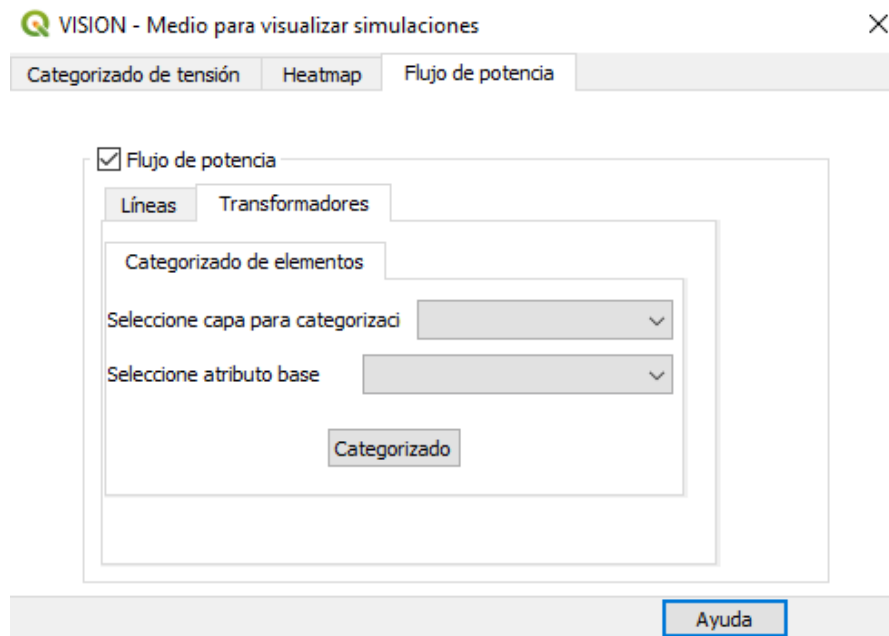 VISION - Medio para visualizar simulaciones
Categorizado de tensión Heatmap Flujo de potencia
Flujo de potencia
Líneas Transformadores
Categorizado de elementos
Seleccione capa para categorizaci
Seleccione atributo base
Categorizado
Ayuda